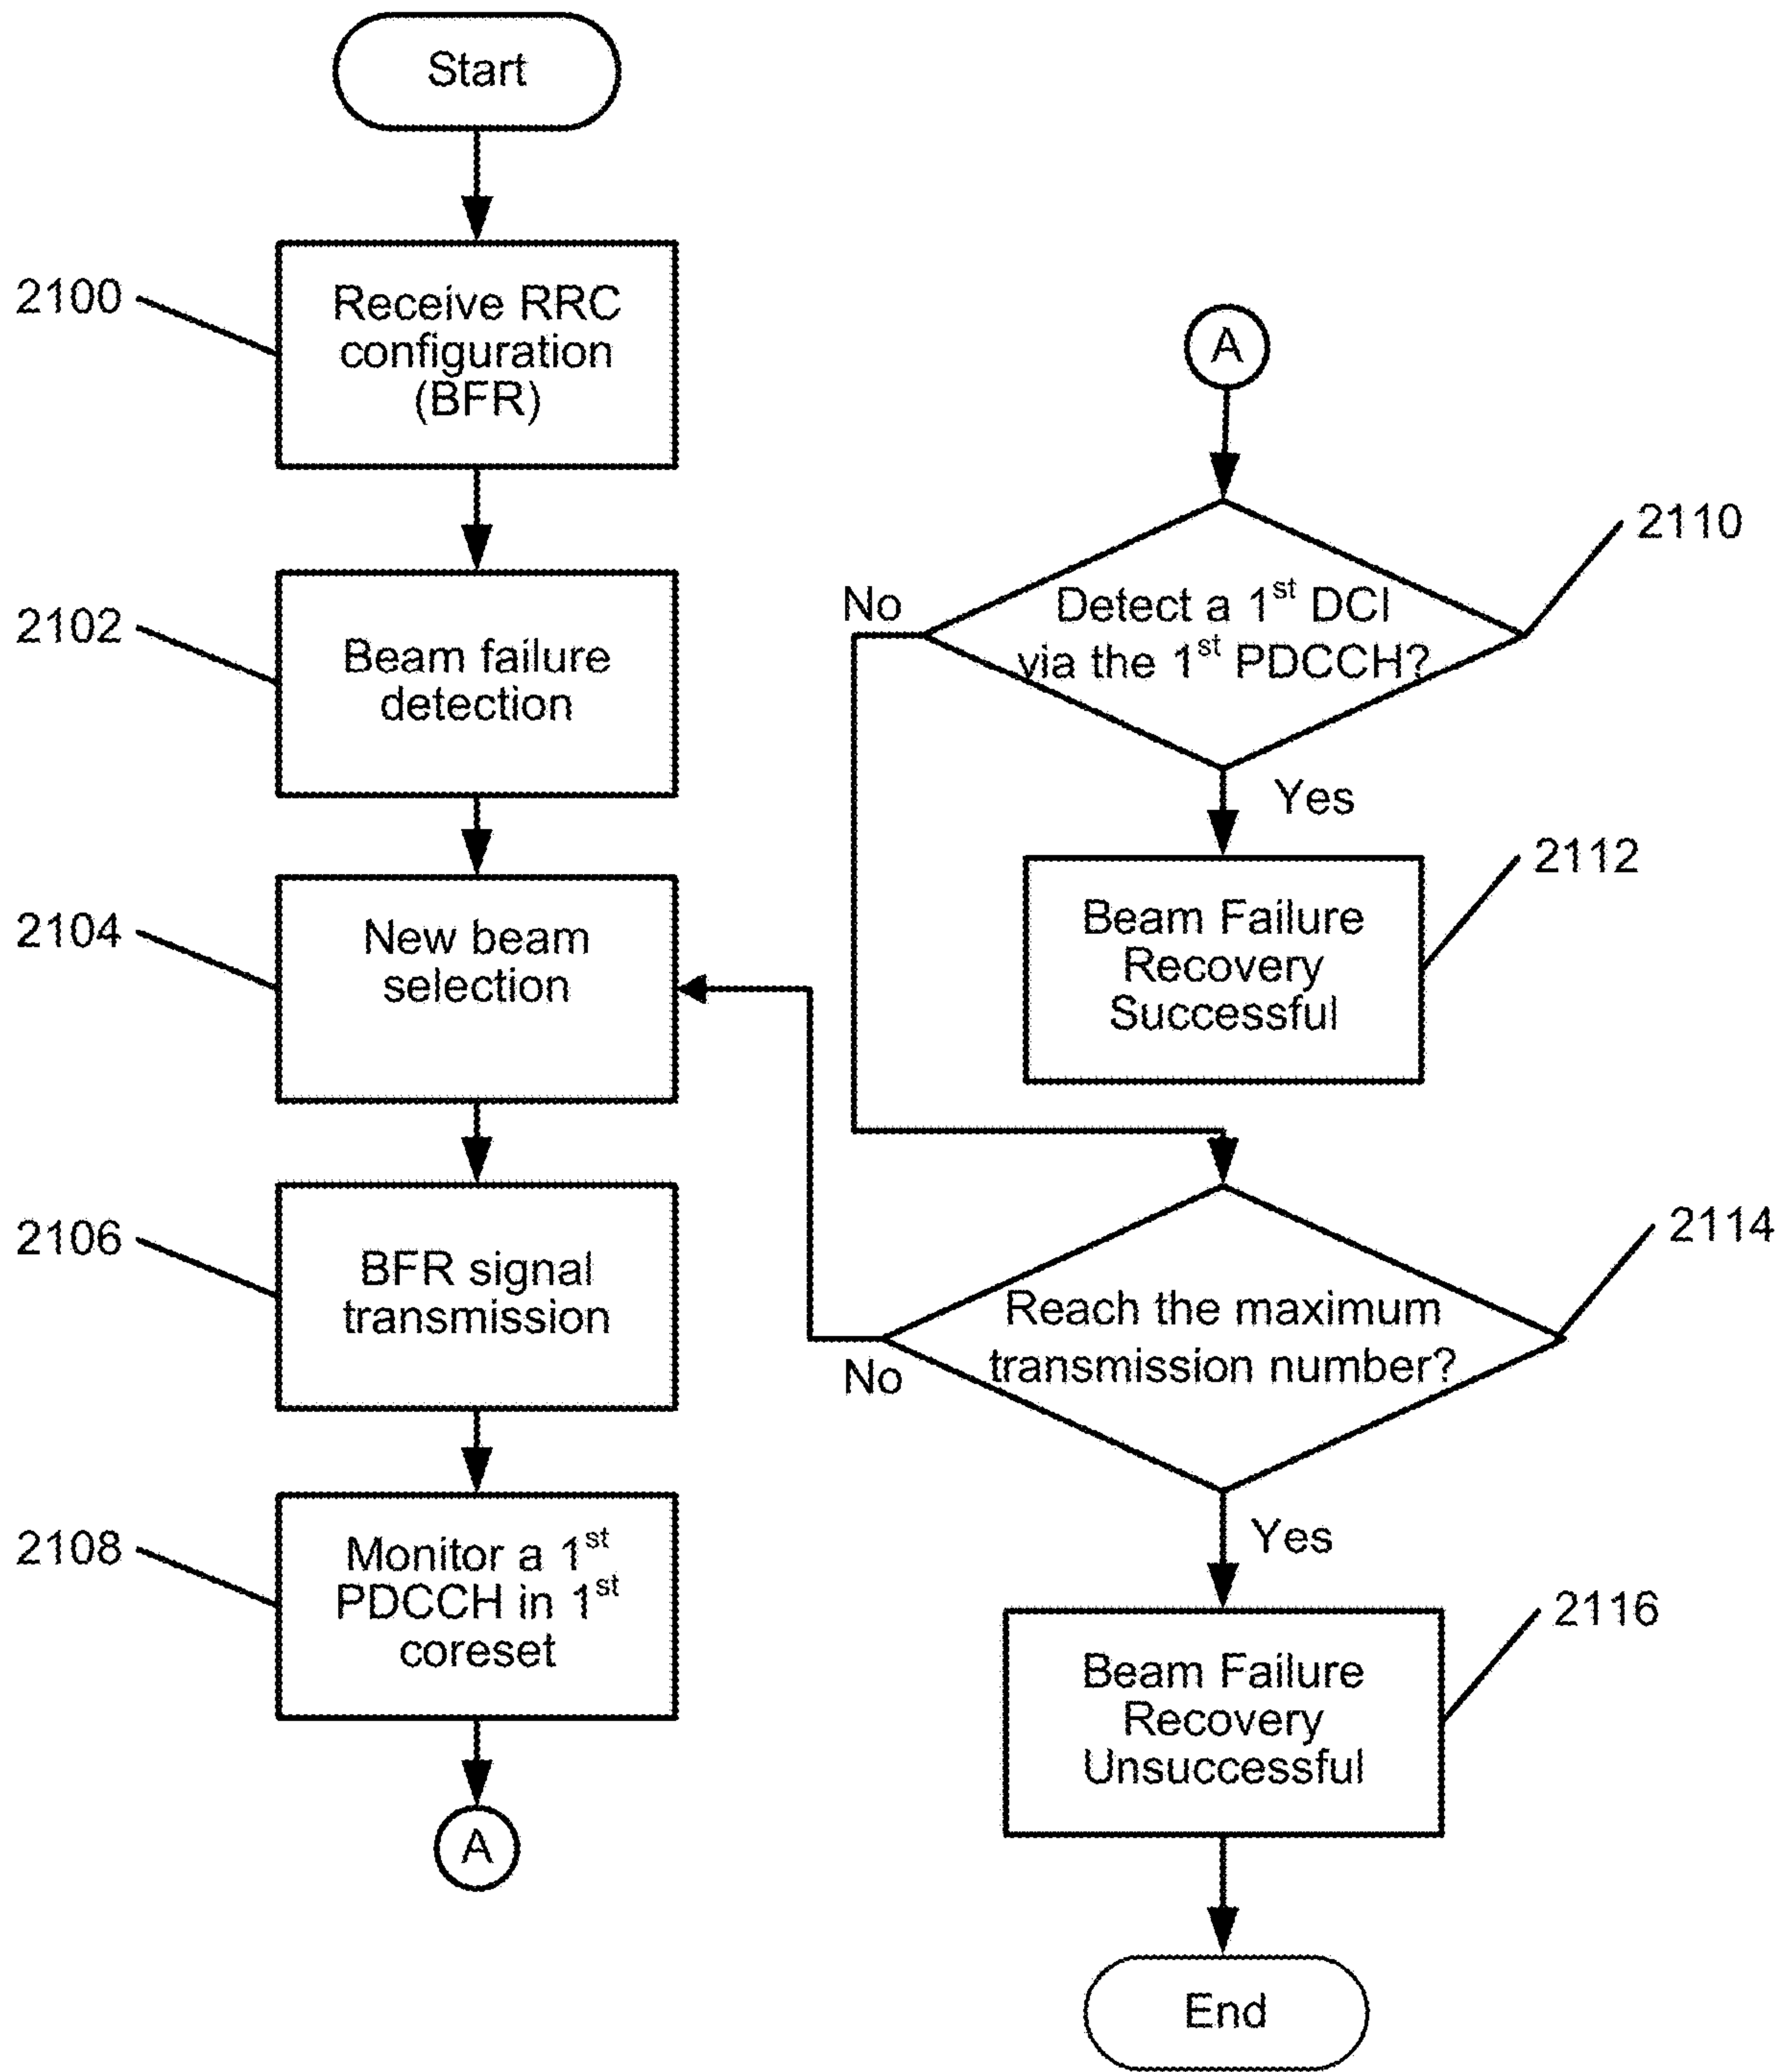 Start
2100
Receive RRC
configuration
(BFR)
2102
Beam failure
detection
2104
New beam
selection
2106
BFR signal
transmission
2108
Monitor a 1st
PDCCH in 1st
coreset
A
A
2110
No
Detect a 1st DCI
via the 1st PDCCH?
Yes
2112
Beam Failure
Recovery
Successful
2114
Reach the maximum
transmission number?
No
Yes
2116
Beam Failure
Recovery
Unsuccessful
End